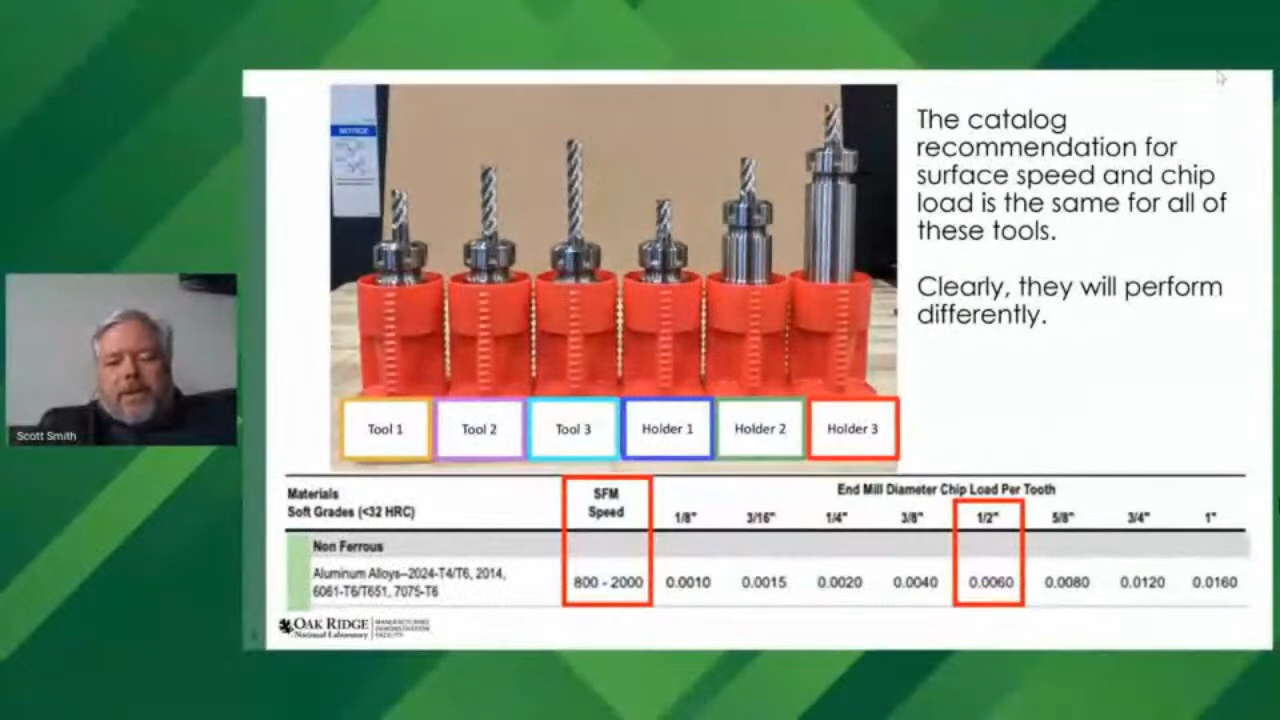 The catalog
recommendation for
surface speed and chip
load is the same for all of
these tools.
Clearly, they will perform
differently.
NOTICE
Scott Smith
Tool 1
Tool 2
Tool 3
Holder 1
Holder 2
Holder 3
Materials
Soft Grades (<32 HRC)
SFM
Speed
End Mill Diameter Chip Load Per Tooth
1/8" 3/16" 1/4" 3/8" 1/2" 5/8" 3/4" 1"
Non Ferrous
Aluminum Alloys–2024-T4/T6, 2014,
6061-T6/T651, 7075-T6
800 - 2000 0.0010 0.0015 0.0020 0.0040 0.0060 0.0080 0.0120 0.0160
OAK RIDGE
National Laboratory
MANUFACTURING
DEMONSTRATION
FACILITY